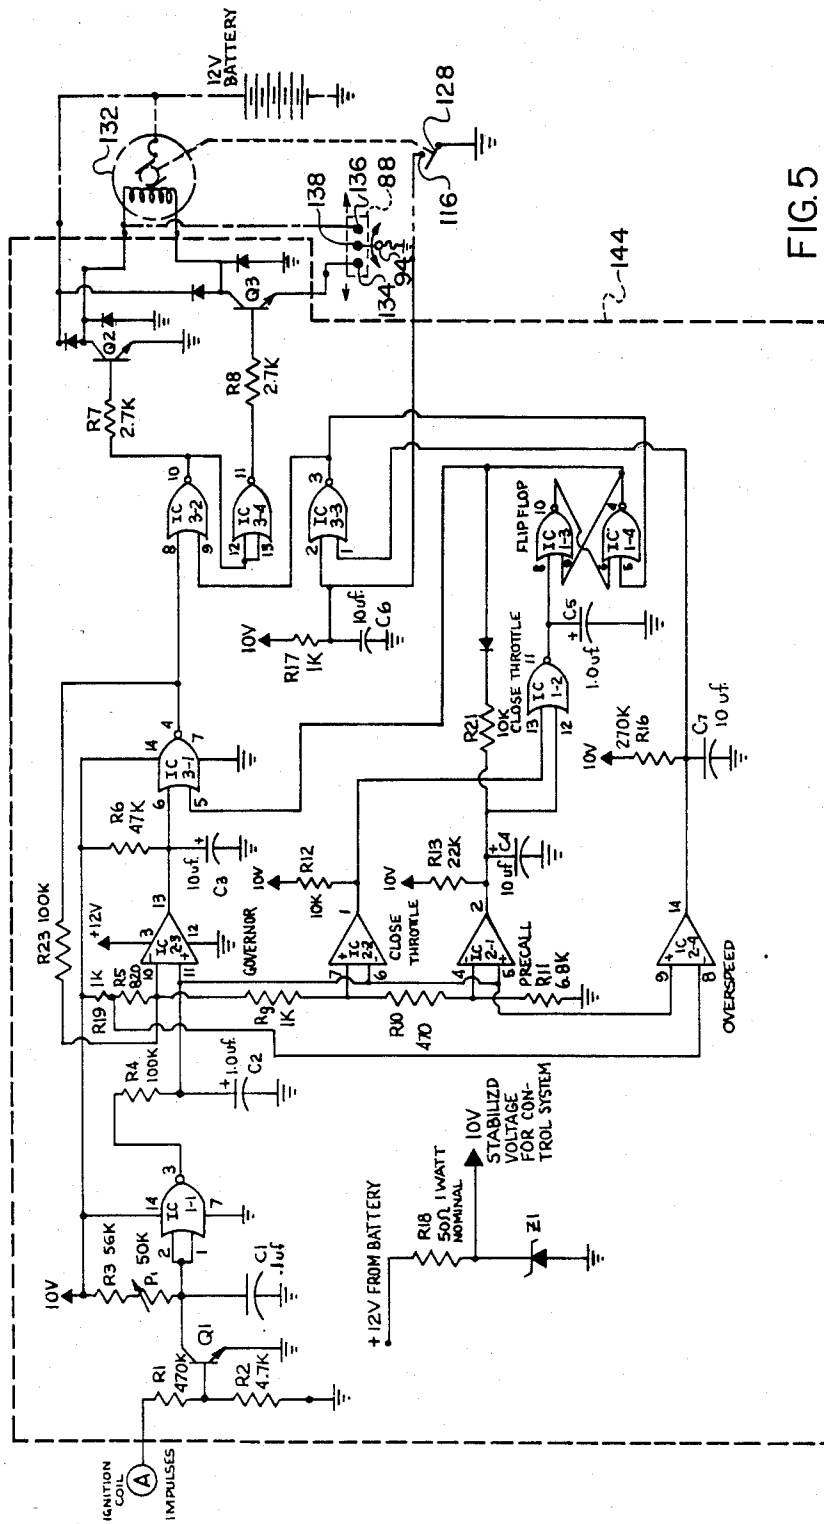 IGNITION
COIL
IMPULSES
A
R1
470K
R2
4.7K
Q1
10V
R3 56K
P1 50K
C1
.1uf
2
1
14
IC
1-1
7
3
R4
100K
+
1.0uf.
C2
R23 100K
R19
1K
R5
820
+12V
3
10
-
IC
2-3
+
11
12
13
GOVERNOR
R6
47K
+
10uf.
C3
14
6
5
IC
3-1
7
4
R9
1K
R10
470
R11
6.8K
7
+
IC
2-2
-
6
1
CLOSE
THROTTLE
10V
R12
10K
4
-
IC
2-1
+
5
2
PRECALL
10V
R13
22K
+
10uf
C4
9
+
IC
2-4
-
8
14
OVERSPEED
10V
270K
R16
C7
10 uf.
R21
10K
CLOSE THROTTLE
13
12
IC
1-2
11
+
C5
1.0uf.
FLIP FLOP
8
9
IC
1-3
10
6
5
IC
1-4
4
10V
R17
1K
10uf.
C6
8
9
IC
3-2
10
12
13
IC
3-4
11
2
1
IC
3-3
3
R7
2.7K
R8
2.7K
Q2
Q3
132
12V
BATTERY
138
136
88
134
94
116
128
144
+12V FROM BATTERY
R18
50Ω 1WATT
NOMINAL
10V
STABILIZD
VOLTAGE
FOR CON-
TROL SYSTEM
Z1
FIG.5